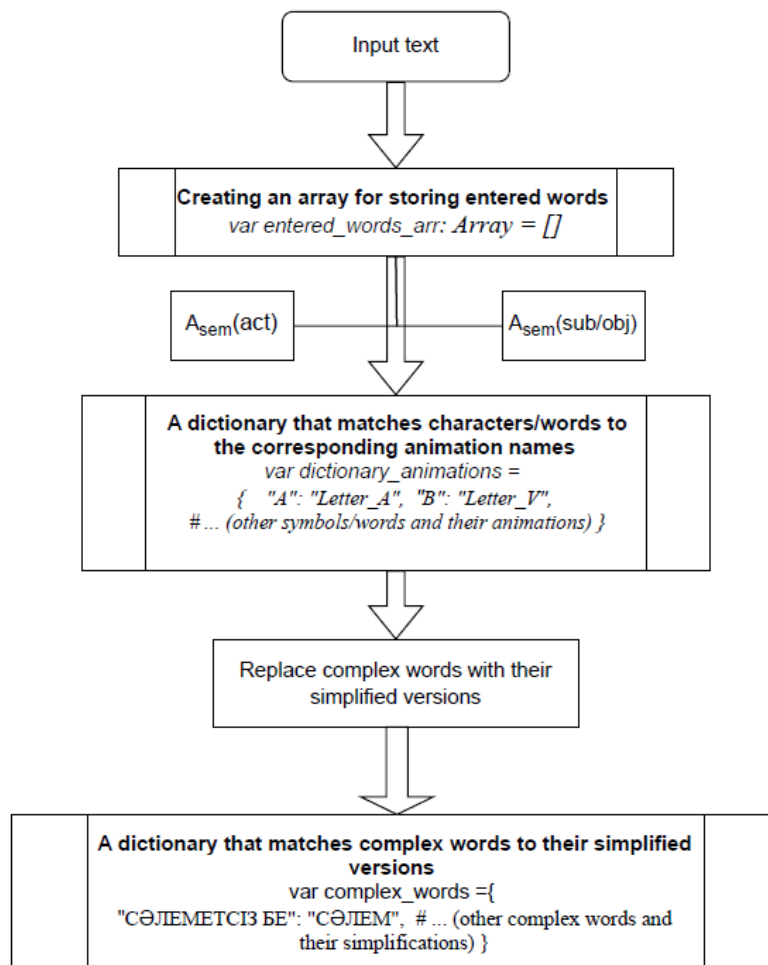 Input text
Creating an array for storing entered words
var entered_words_arr: Array = []
A_sem(act)
A_sem(sub/obj)
A dictionary that matches characters/words to
the corresponding animation names
var dictionary_animations =
{ "A": "Letter_A", "B": "Letter_V",
# ... (other symbols/words and their animations) }
Replace complex words with their
simplified versions
A dictionary that matches complex words to their simplified
versions
var complex_words ={
"СӘЛЕМЕТСІЗ БЕ": "СӘЛЕМ", # ... (other complex words and
their simplifications) }